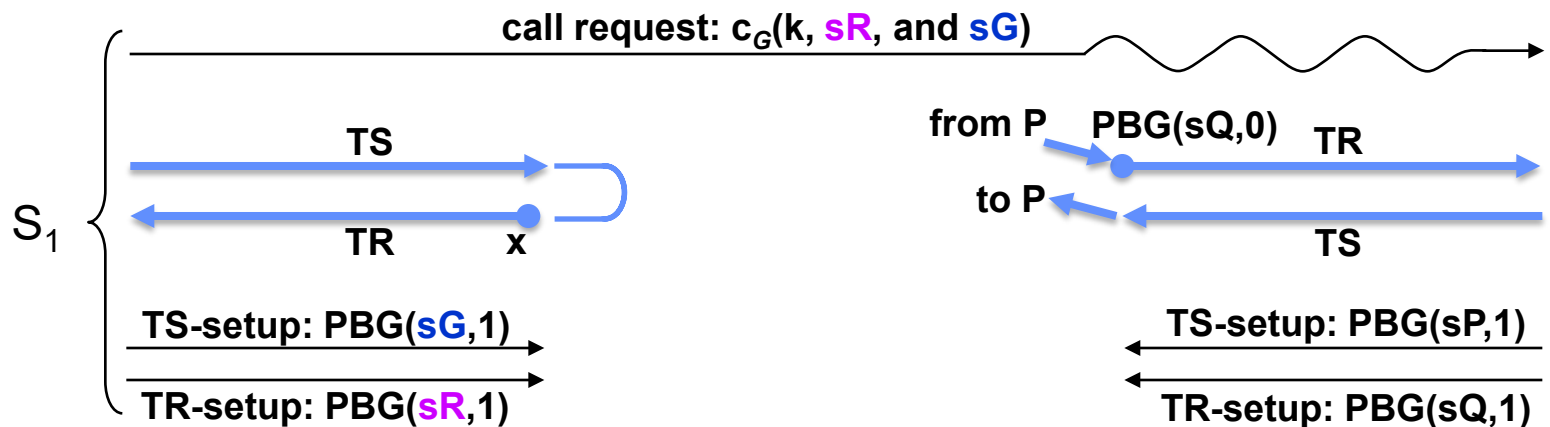 call request: c_G(k, sR, and sG)
from P PBG(sQ,0)
TS TR
to P
S₁
TR x TS
TS-setup: PBG(sG,1) TS-setup: PBG(sP,1)
TR-setup: PBG(sR,1) TR-setup: PBG(sQ,1)